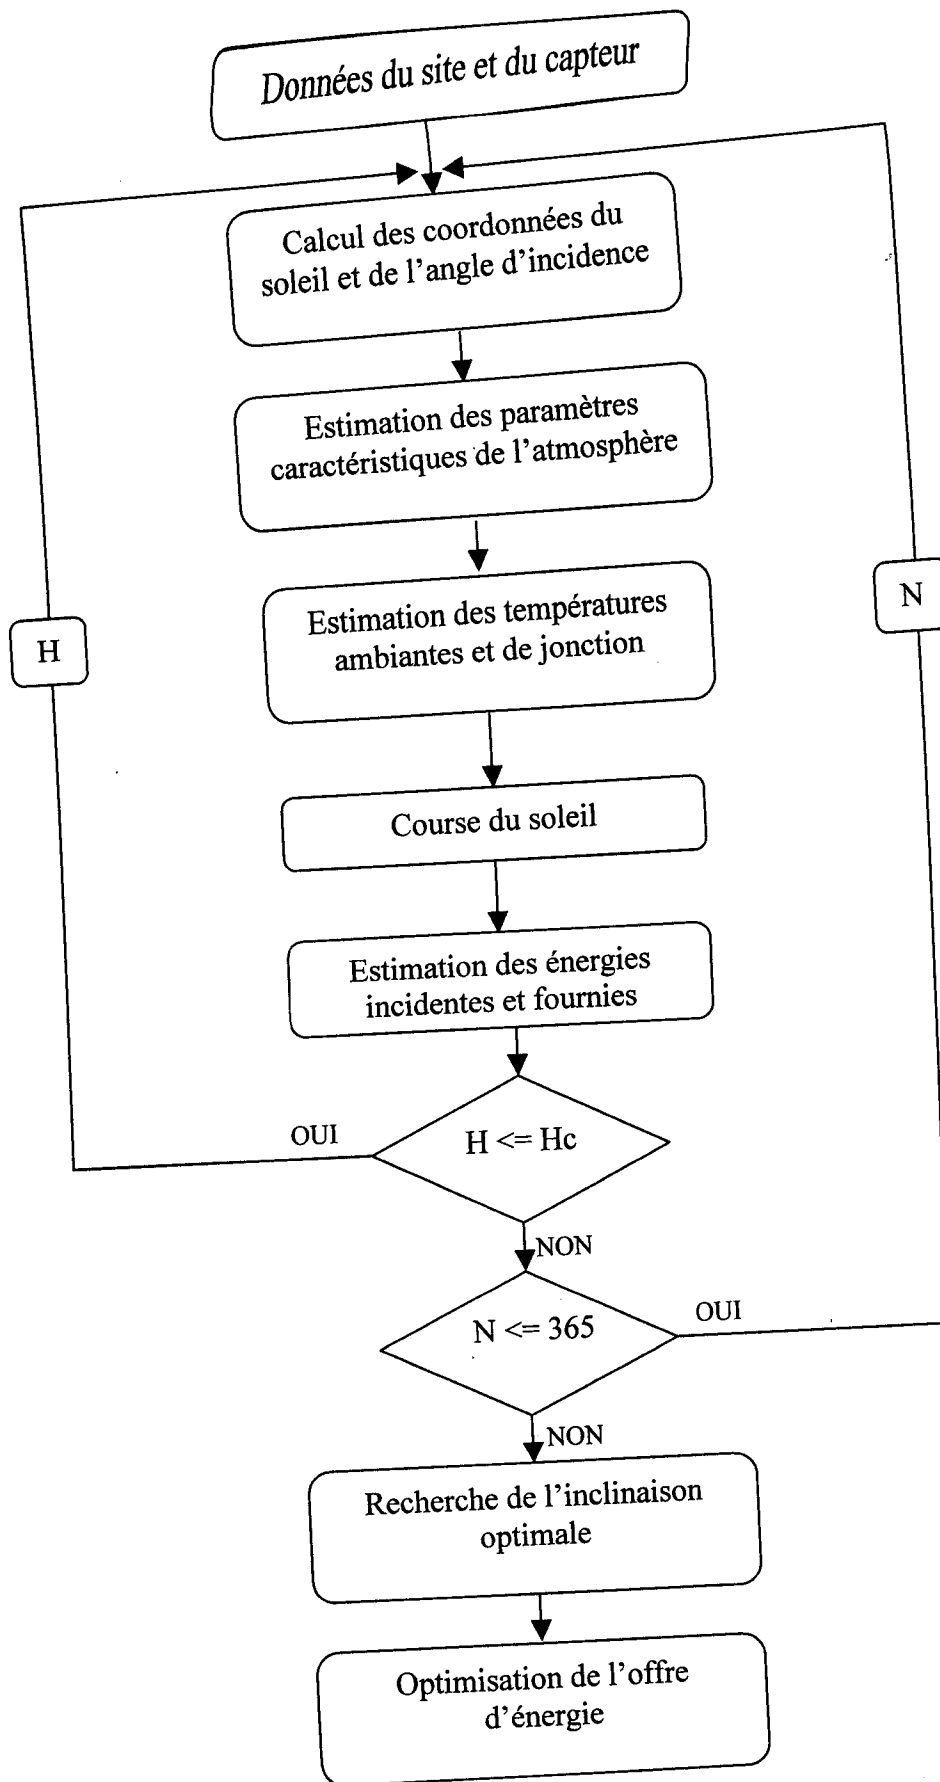 Données du site et du capteur
Calcul des coordonnées du
soleil et de l'angle d'incidence
Estimation des paramètres
caractéristiques de l'atmosphère
Estimation des températures
ambiantes et de jonction
H
N
Course du soleil
Estimation des énergies
incidentes et fournies
H <= Hc
OUI
NON
N <= 365
OUI
NON
Recherche de l'inclinaison
optimale
Optimisation de l'offre
d'énergie